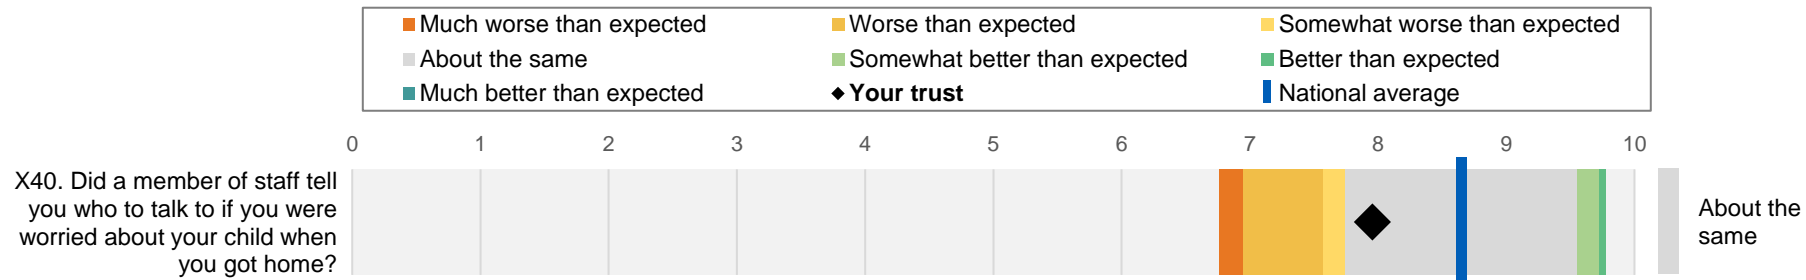 Much worse than expected
Worse than expected
Somewhat worse than expected
About the same
Somewhat better than expected
Better than expected
Much better than expected
Your trust
National average
0 1 2 3 4 5 6 7 8 9 10
X40. Did a member of staff tell
you who to talk to if you were
worried about your child when
you got home?
About the
same